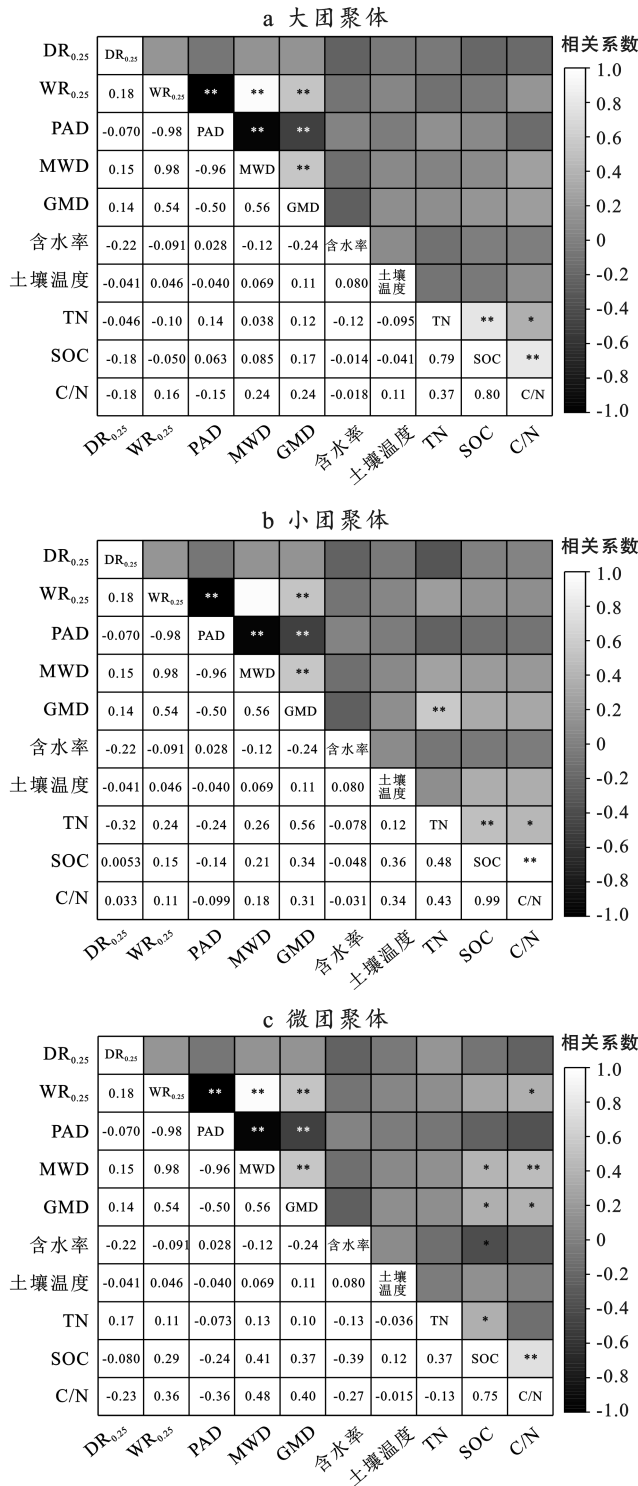 a 大团聚体
相关系数
DR0.25 DR0.25
WR0.25 0.18 WR0.25 ** ** **
PAD -0.070 -0.98 PAD ** **
MWD 0.15 0.98 -0.96 MWD **
GMD 0.14 0.54 -0.50 0.56 GMD
含水率 -0.22 -0.091 0.028 -0.12 -0.24 含水率
土壤温度 -0.041 0.046 -0.040 0.069 0.11 0.080 土壤温度
TN -0.046 -0.10 0.14 0.038 0.12 -0.12 -0.095 TN ** *
SOC -0.18 -0.050 0.063 0.085 0.17 -0.014 -0.041 0.79 SOC **
C/N -0.18 0.16 -0.15 0.24 0.24 -0.018 0.11 0.37 0.80 C/N
DR0.25 WR0.25 PAD MWD GMD 含水率 土壤温度 TN SOC C/N
1.0
0.8
0.6
0.4
0.2
0
-0.2
-0.4
-0.6
-0.8
-1.0
b 小团聚体
相关系数
DR0.25 DR0.25
WR0.25 0.18 WR0.25 ** **
PAD -0.070 -0.98 PAD ** **
MWD 0.15 0.98 -0.96 MWD **
GMD 0.14 0.54 -0.50 0.56 GMD **
含水率 -0.22 -0.091 0.028 -0.12 -0.24 含水率
土壤温度 -0.041 0.046 -0.040 0.069 0.11 0.080 土壤温度
TN -0.32 0.24 -0.24 0.26 0.56 -0.078 0.12 TN ** *
SOC 0.0053 0.15 -0.14 0.21 0.34 -0.048 0.36 0.48 SOC **
C/N 0.033 0.11 -0.099 0.18 0.31 -0.031 0.34 0.43 0.99 C/N
DR0.25 WR0.25 PAD MWD GMD 含水率 土壤温度 TN SOC C/N
1.0
0.8
0.6
0.4
0.2
0
-0.2
-0.4
-0.6
-0.8
-1.0
c 微团聚体
相关系数
DR0.25 DR0.25
WR0.25 0.18 WR0.25 ** ** ** *
PAD -0.070 -0.98 PAD ** **
MWD 0.15 0.98 -0.96 MWD ** * **
GMD 0.14 0.54 -0.50 0.56 GMD * *
含水率 -0.22 -0.091 0.028 -0.12 -0.24 含水率 *
土壤温度 -0.041 0.046 -0.040 0.069 0.11 0.080 土壤温度
TN 0.17 0.11 -0.073 0.13 0.10 -0.13 -0.036 TN *
SOC -0.080 0.29 -0.24 0.41 0.37 -0.39 0.12 0.37 SOC **
C/N -0.23 0.36 -0.36 0.48 0.40 -0.27 -0.015 -0.13 0.75 C/N
DR0.25 WR0.25 PAD MWD GMD 含水率 土壤温度 TN SOC C/N
1.0
0.8
0.6
0.4
0.2
0
-0.2
-0.4
-0.6
-0.8
-1.0